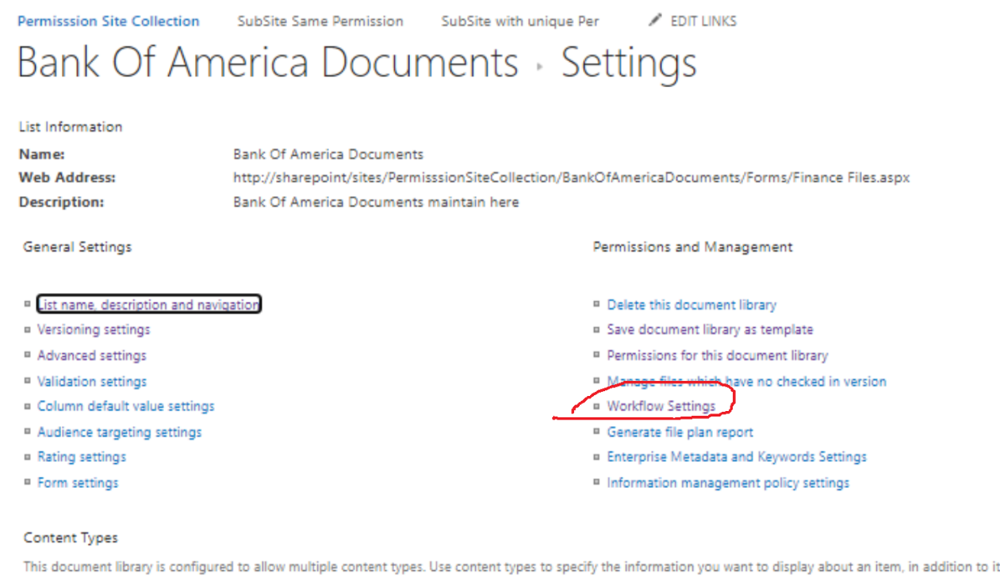 Permisssion Site Collection SubSite Same Permission SubSite with unique Per EDIT LINKS
Bank Of America Documents Settings
List Information
Name: Bank Of America Documents
Web Address: http://sharepoint/sites/PermisssionSiteCollection/BankOfAmericaDocuments/Forms/Finance Files.aspx
Description: Bank Of America Documents maintain here
General Settings Permissions and Management
List name, description and navigation Delete this document library
Versioning settings Save document library as template
Advanced settings Permissions for this document library
Validation settings Manage files which have no checked in version
Column default value settings Workflow Settings
Audience targeting settings Generate file plan report
Rating settings Enterprise Metadata and Keywords Settings
Form settings Information management policy settings
Content Types
This document library is configured to allow multiple content types. Use content types to specify the information you want to display about an item, in addition to it